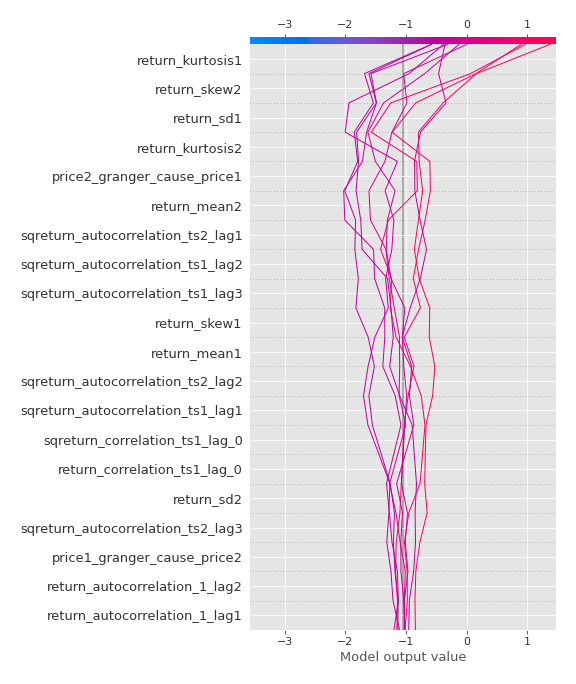 −3 −2 −1 0 1
return_kurtosis1
return_skew2
return_sd1
return_kurtosis2
price2_granger_cause_price1
return_mean2
sqreturn_autocorrelation_ts2_lag1
sqreturn_autocorrelation_ts1_lag2
sqreturn_autocorrelation_ts1_lag3
return_skew1
return_mean1
sqreturn_autocorrelation_ts2_lag2
sqreturn_autocorrelation_ts1_lag1
sqreturn_correlation_ts1_lag_0
return_correlation_ts1_lag_0
return_sd2
sqreturn_autocorrelation_ts2_lag3
price1_granger_cause_price2
return_autocorrelation_1_lag2
return_autocorrelation_1_lag1
−3 −2 −1 0 1
Model output value